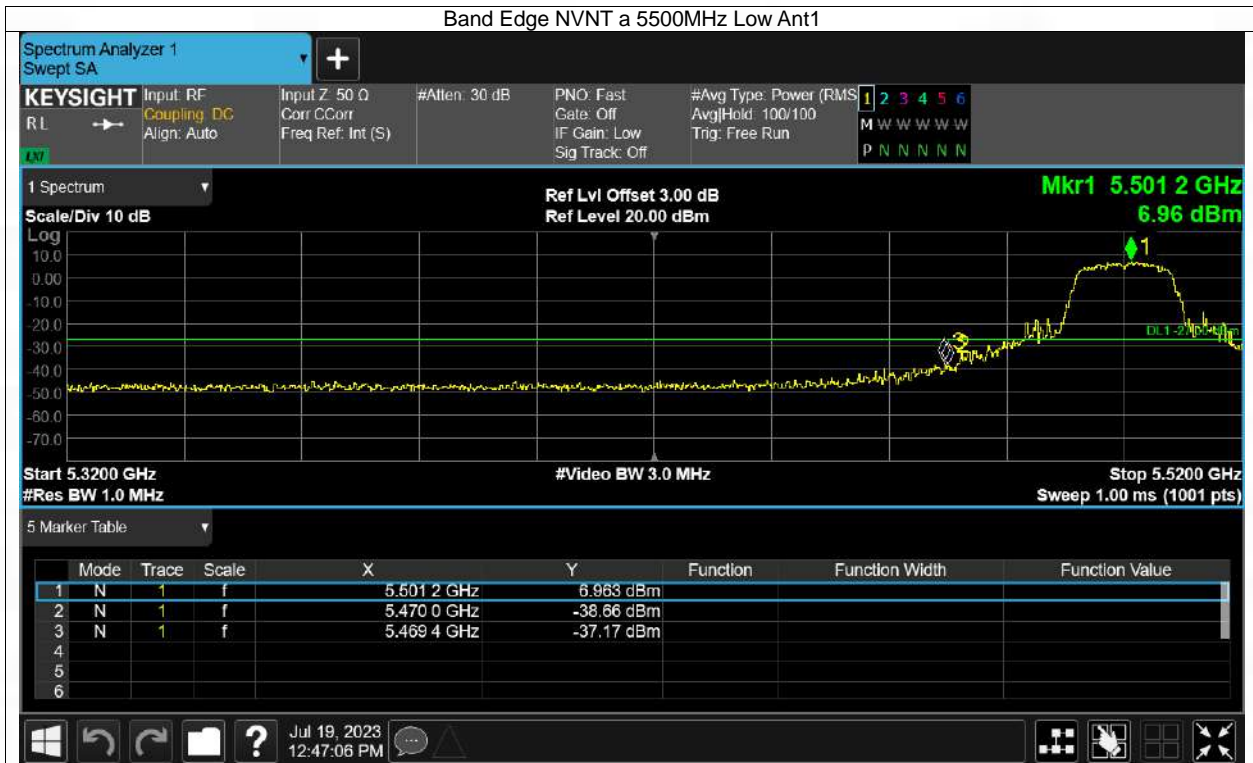 Band Edge NVNT a 5500MHz Low Ant1
Spectrum Analyzer 1
Swept SA
+
KEYSIGHT
RL
LXI
Input: RF
Coupling: DC
Align: Auto
Input Z: 50 Ω
Corr CCorr
Freq Ref: Int (S)
#Atten: 30 dB
PNO: Fast
Gate: Off
IF Gain: Low
Sig Track: Off
#Avg Type: Power (RMS
Avg|Hold: 100/100
Trig: Free Run
1 2 3 4 5 6
M W W W W W
P N N N N N
1 Spectrum
Scale/Div 10 dB
Ref Lvl Offset 3.00 dB
Ref Level 20.00 dBm
Mkr1 5.501 2 GHz
6.96 dBm
Log
10.0
0.00
-10.0
-20.0
-30.0
-40.0
-50.0
-60.0
-70.0
1
Start 5.3200 GHz
#Res BW 1.0 MHz
#Video BW 3.0 MHz
Stop 5.5200 GHz
Sweep 1.00 ms (1001 pts)
5 Marker Table
Mode Trace Scale X Y Function Function Width Function Value
1 N 1 f 5.501 2 GHz 6.963 dBm
2 N 1 f 5.470 0 GHz -38.66 dBm
3 N 1 f 5.469 4 GHz -37.17 dBm
4
5
6
?
Jul 19, 2023
12:47:06 PM